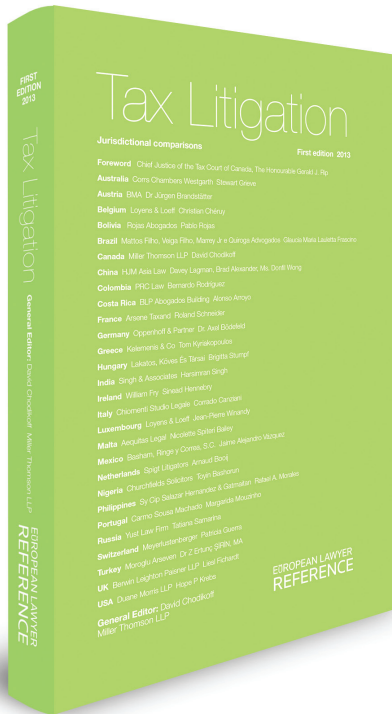 FIRST
EDITION
2013
Tax Litigation
General Editor: David Chodikoff Miller Thomson LLP
EUROPEAN LAWYER
REFERENCE
Tax Litigation
Jurisdictional comparisons
First edition 2013
Foreword Chief Justice of the Tax Court of Canada, The Honourable Gerald J. Rip
Australia Corrs Chambers Westgarth Stewart Grieve
Austria BMA Dr Jürgen Brandstätter
Belgium Loyens & Loeff Christian Chéruy
Bolivia Rojas Abogados Pablo Rojas
Brazil Mattos Filho, Veiga Filho, Marrey Jr e Quiroga Advogados Glaucia Maria Lauletta Frascino
Canada Miller Thomson LLP David Chodikoff
China HJM Asia Law Davey Lagman, Brad Alexander, Ms. Donfil Wong
Colombia PRC Law Bernardo Rodriguez
Costa Rica BLP Abogados Building Alonso Arroyo
France Arsene Taxand Roland Schneider
Germany Oppenhoff & Partner Dr. Axel Bödefeld
Greece Kelemenis & Co Tom Kyriakopoulos
Hungary Lakatos, Köves És Társai Brigitta Stumpf
India Singh & Associates Harsimran Singh
Ireland William Fry Sinead Hennebry
Italy Chiomenti Studio Legale Corrado Canziani
Luxembourg Loyens & Loeff Jean-Pierre Winandy
Malta Aequitas Legal Nicolette Spiteri Bailey
Mexico Basham, Ringe y Correa, S.C. Jaime Alejandro Vázquez
Netherlands Spigt Litigators Arnaud Booij
Nigeria Churchfields Solicitors Toyin Bashorun
Philippines Sy Cip Salazar Hernandez & Gatmaitan Rafael A. Morales
Portugal Carmo Sousa Machado Margarida Mouzinho
Russia Yust Law Firm Tatiana Samarina
Switzerland Meyerlustenberger Patricia Guerra
Turkey Moroglu Arseven Dr Z Ertunç ŞIRIN, MA
UK Berwin Leighton Paisner LLP Liesl Fichardt
USA Duane Morris LLP Hope P Krebs
General Editor: David Chodikoff
Miller Thomson LLP
EUROPEAN LAWYER
REFERENCE